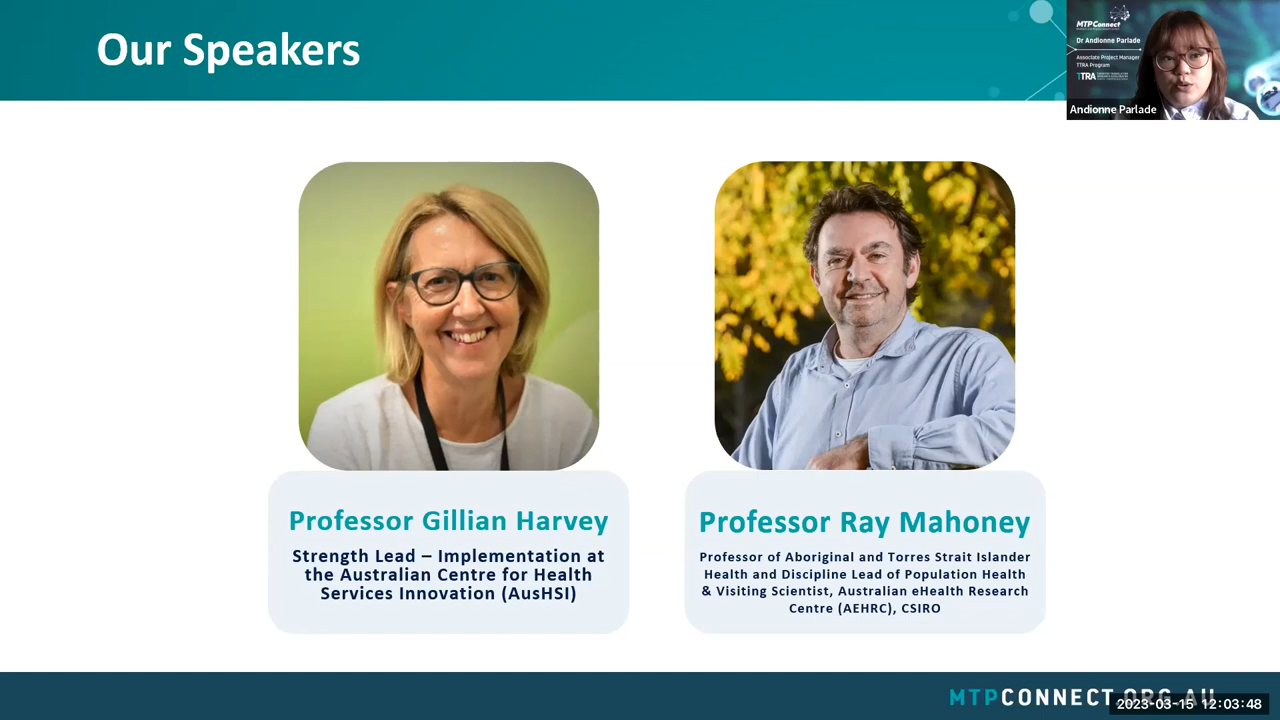 Our Speakers
MTPConnect
Dr Andionne Parlade
Associate Project Manager
TTRA Program
TTRA
Andionne Parlade
Professor Gillian Harvey
Strength Lead – Implementation at
the Australian Centre for Health
Services Innovation (AusHSI)
Professor Ray Mahoney
Professor of Aboriginal and Torres Strait Islander
Health and Discipline Lead of Population Health
& Visiting Scientist, Australian eHealth Research
Centre (AEHRC), CSIRO
MTPCONNECT.ORG.AU
2023-03-15 12:03:48